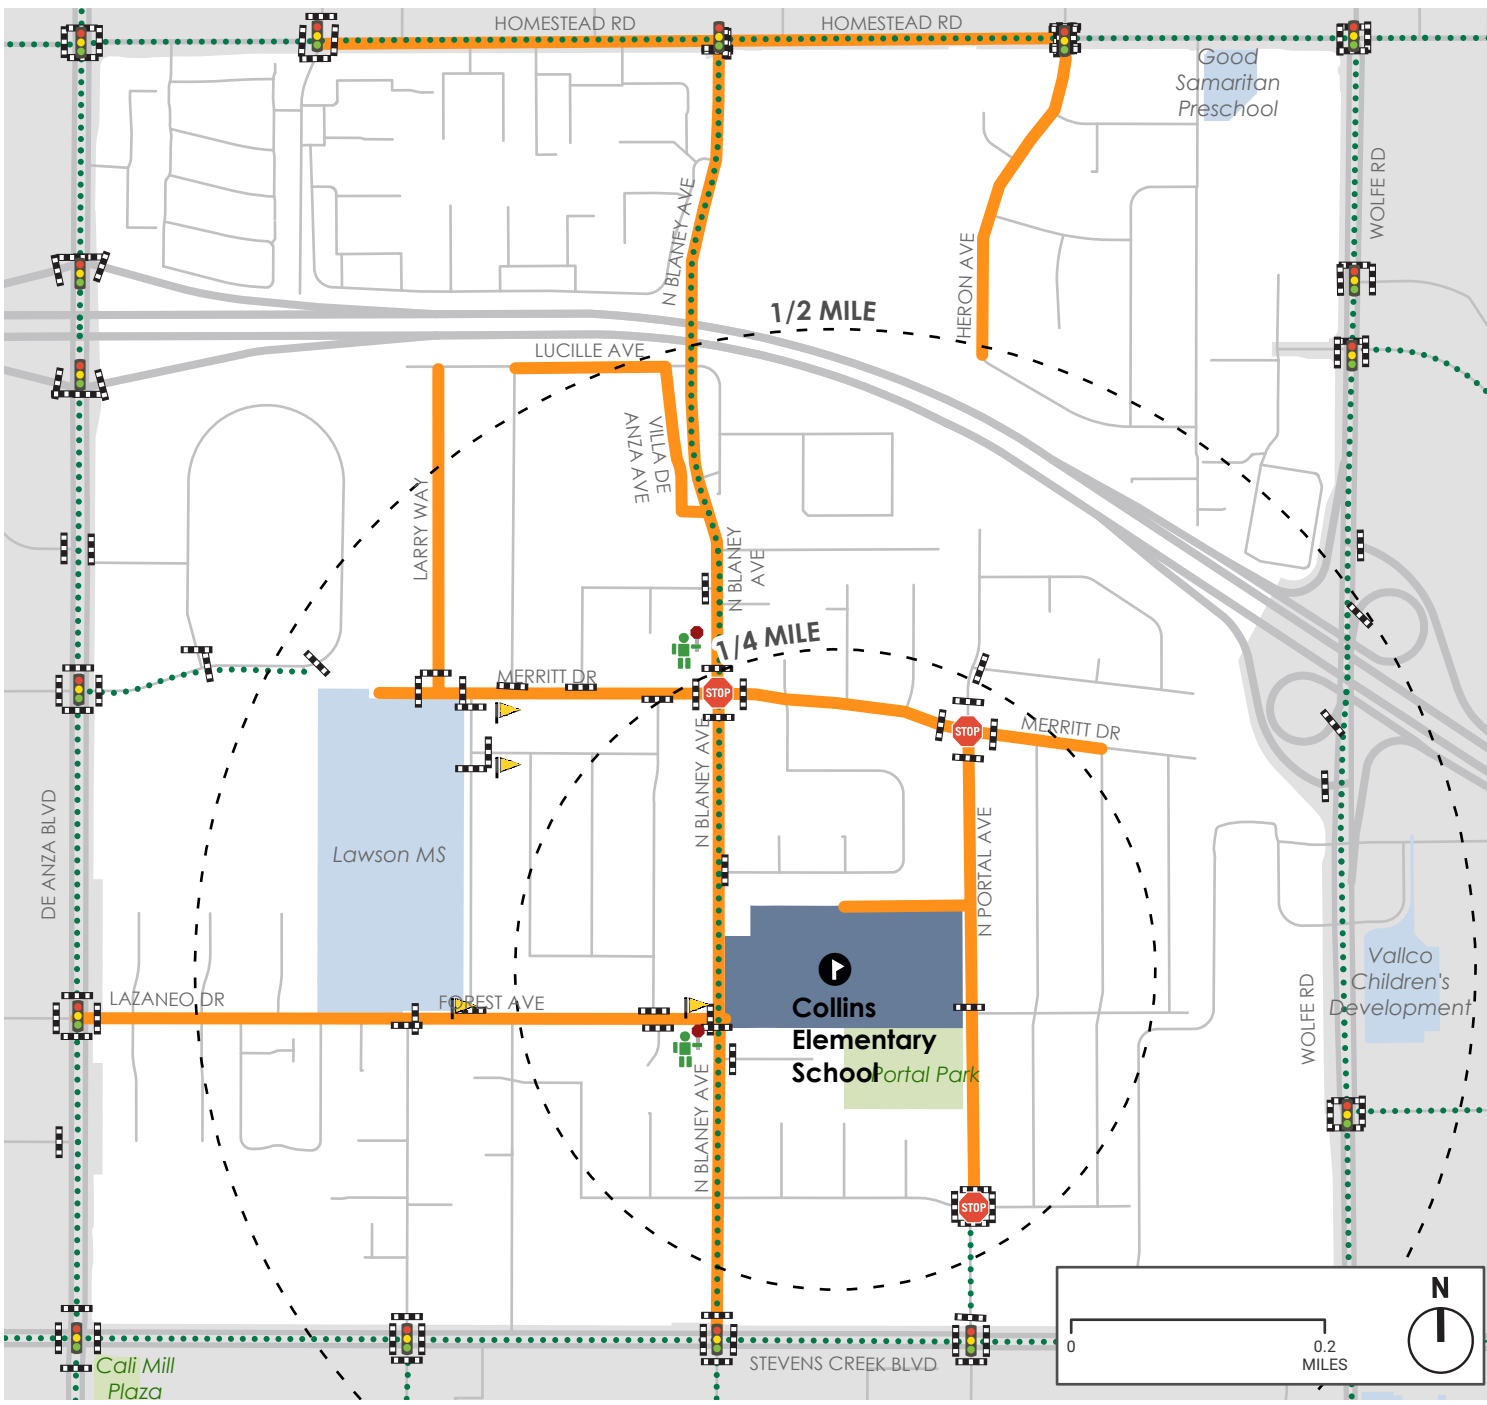 HOMESTEAD RD
HOMESTEAD RD
Good
Samaritan
Preschool
WOLFE RD
N BLANEY AVE
HERON AVE
1/2 MILE
LUCILLE AVE
VILLA DE
ANZA AVE
LARRY WAY
N BLANEY
AVE
1/4 MILE
MERRITT DR
STOP
STOP
MERRITT DR
N BLANEY AVE
DE ANZA BLVD
Lawson MS
N PORTAL AVE
Vallco
Children's
Development
WOLFE RD
LAZANEO DR
FOREST AVE
Collins
Elementary
School
Portal Park
N BLANEY AVE
STOP
STEVENS CREEK BLVD
Cali Mill
Plaza
N
0
0.2
MILES